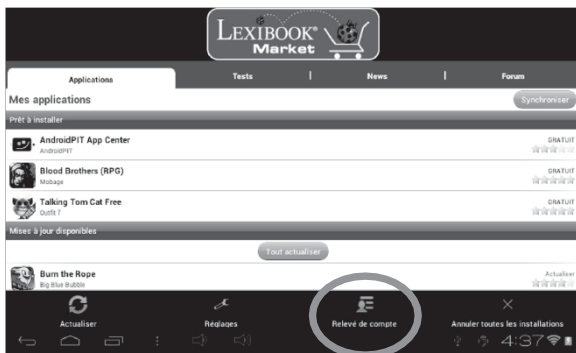 LEXIBOOK®
Market
Applications Tests | News | Forum
Mes applications Synchroniser
Prêt à installer
AndroidPIT App Center GRATUIT
AndroidPIT
Blood Brothers (RPG) GRATUIT
Mobage
Talking Tom Cat Free GRATUIT
Outfit 7
Mises à jour disponibles
Tout actualiser
Burn the Rope Actualiser
Big Blue Bubble
Actualiser Réglages Relevé de compte Annuler toutes les installations
4:37